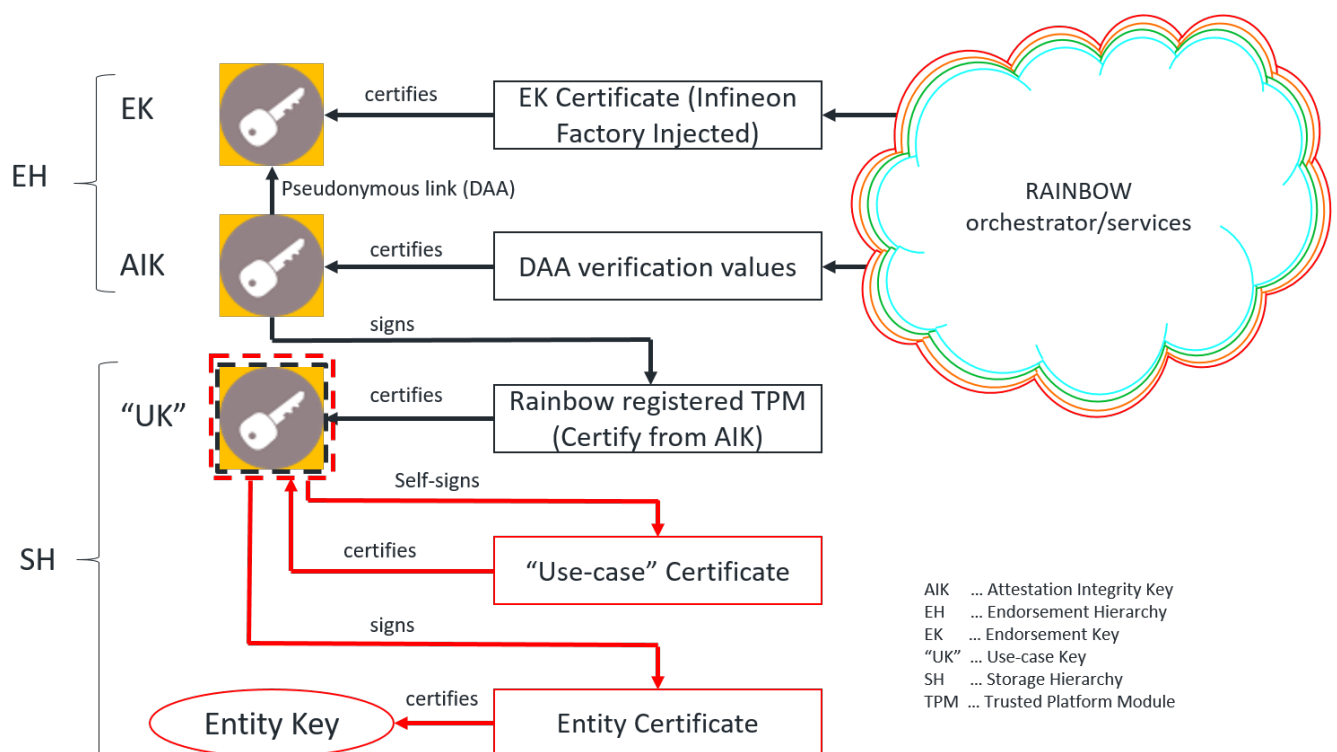 EH
EK
certifies
EK Certificate (Infineon
Factory Injected)
RAINBOW
orchestrator/services
Pseudonymous link (DAA)
AIK
certifies
DAA verification values
signs
SH
“UK”
certifies
Rainbow registered TPM
(Certify from AIK)
Self-signs
certifies
“Use-case” Certificate
signs
Entity Key
certifies
Entity Certificate
AIK ... Attestation Integrity Key
EH ... Endorsement Hierarchy
EK ... Endorsement Key
“UK” ... Use-case Key
SH ... Storage Hierarchy
TPM ... Trusted Platform Module